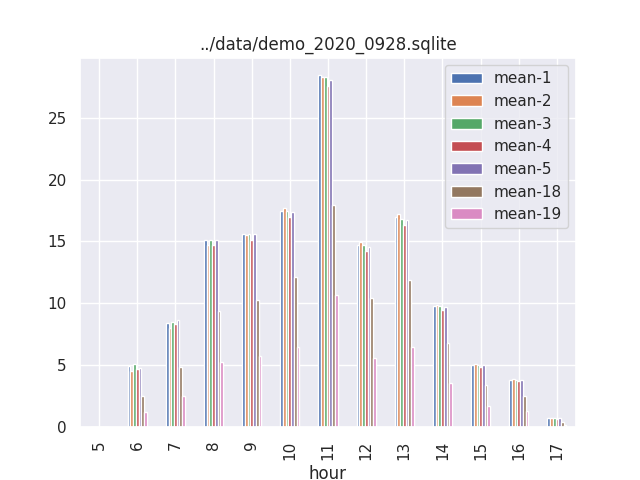 ../data/demo_2020_0928.sqlite
mean-1
mean-2
mean-3
mean-4
mean-5
mean-18
mean-19
25
20
15
10
5
0
5 6 7 8 9 10 11 12 13 14 15 16 17
hour